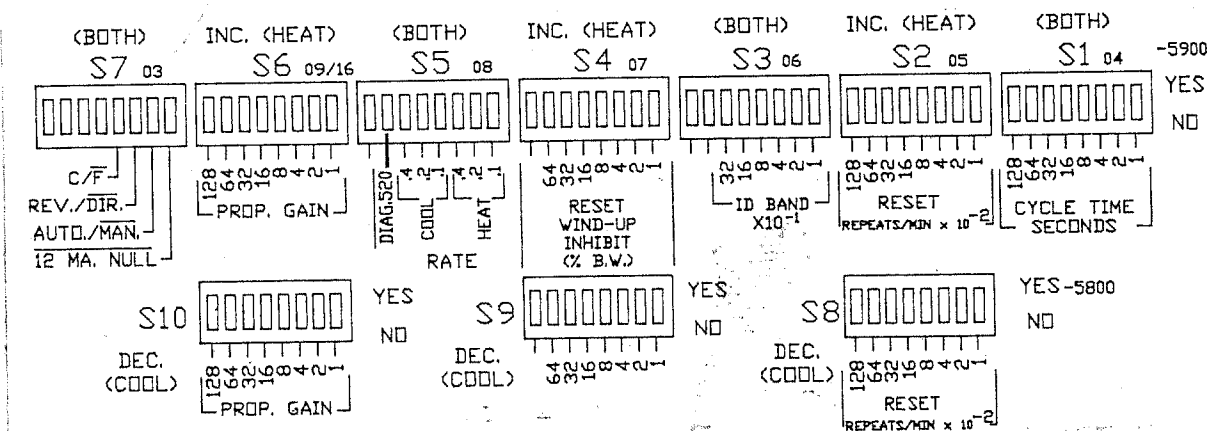 (BOTH) INC. (HEAT) (BOTH) INC. (HEAT) (BOTH) INC. (HEAT) (BOTH)
S7 03 S6 09/16 S5 08 S4 07 S3 06 S2 05 S1 04 -5900
YES
NO
C/F̅
REV./D̅I̅R̅.
AUTO./M̅A̅N̅.
1̅2̅ M̅A̅. N̅U̅L̅L̅
128 64 32 16 8 4 2 1
PROP. GAIN
DIAG.520
.4 .2 .1
COOL
.4 .2 .1
HEAT
RATE
64 32 16 8 4 2 1
RESET
WIND-UP
INHIBIT
(% B.W.)
32 16 8 4 2 1
ID BAND
X10⁻¹
128 64 32 16 8 4 2 1
RESET
REPEATS/MIN x 10⁻²
128 64 32 16 8 4 2 1
CYCLE TIME
SECONDS
S10
YES
NO
DEC.
(COOL)
128 64 32 16 8 4 2 1
PROP. GAIN
S9
YES
NO
DEC.
(COOL)
64 32 16 8 4 2 1
S8
YES -5800
NO
DEC.
(COOL)
128 64 32 16 8 4 2 1
RESET
REPEATS/MIN x 10⁻²